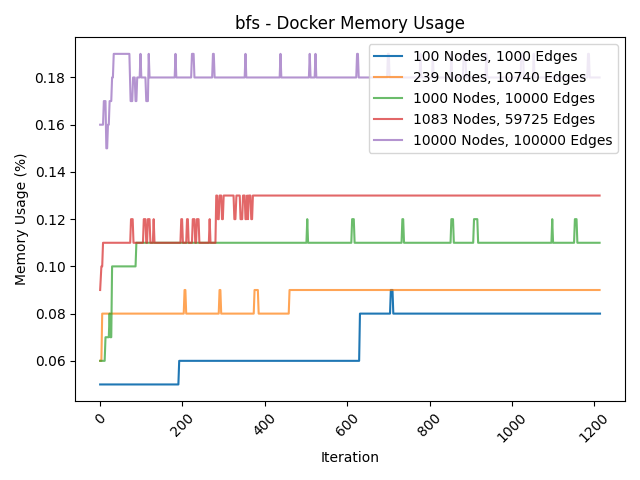 bfs - Docker Memory Usage
100 Nodes, 1000 Edges
239 Nodes, 10740 Edges
1000 Nodes, 10000 Edges
1083 Nodes, 59725 Edges
10000 Nodes, 100000 Edges
Memory Usage (%)
0.18
0.16
0.14
0.12
0.10
0.08
0.06
0
200
400
600
800
1000
1200
Iteration